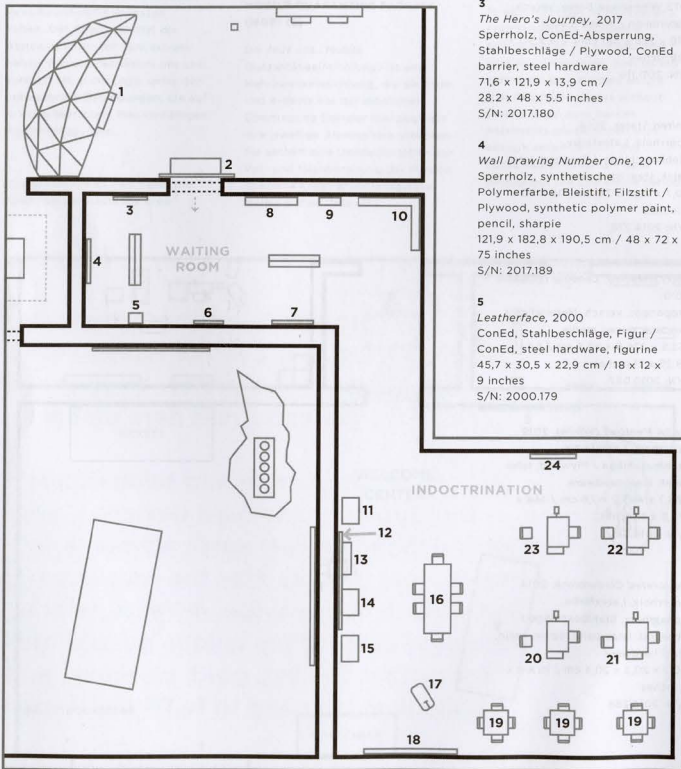 3
The Hero's Journey, 2017
Sperrholz, ConEd-Absperrung,
Stahlbeschläge / Plywood, ConEd
barrier, steel hardware
71,6 x 121,9 x 13,9 cm /
28.2 x 48 x 5.5 inches
S/N: 2017.180
4
Wall Drawing Number One, 2017
Sperrholz, synthetische
Polymerfarbe, Bleistift, Filzstift /
Plywood, synthetic polymer paint,
pencil, sharpie
121,9 x 182,8 x 190,5 cm / 48 x 72 x
75 inches
S/N: 2017.189
5
Leatherface, 2000
ConEd, Stahlbeschläge, Figur /
ConEd, steel hardware, figurine
45,7 x 30,5 x 22,9 cm / 18 x 12 x
9 inches
S/N: 2000.179
1
2
3
8
9
10
WAITING
ROOM
4
5
6
7
24
INDOCTRINATION
11
12
13
14
15
16
17
18
23
22
20
21
19
19
19